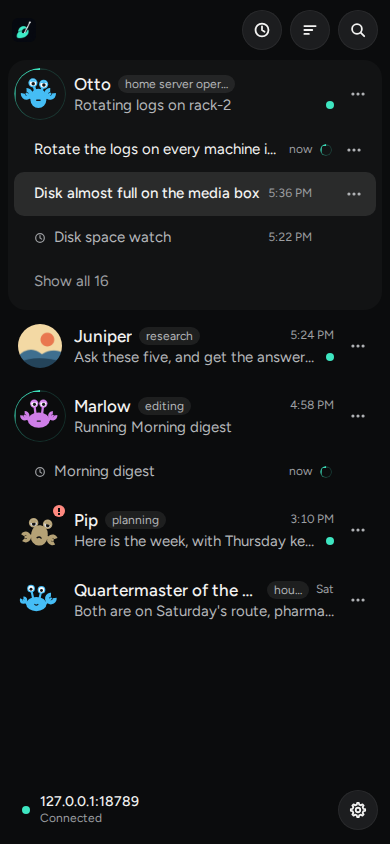 Otto home server oper...
Rotating logs on rack-2
Rotate the logs on every machine i... now
Disk almost full on the media box 5:36 PM
Disk space watch 5:22 PM
Show all 16
Juniper research 5:24 PM
Ask these five, and get the answer...
Marlow editing 4:58 PM
Running Morning digest
Morning digest now
Pip planning 3:10 PM
Here is the week, with Thursday ke...
Quartermaster of the ... hou... Sat
Both are on Saturday's route, pharma...
127.0.0.1:18789
Connected